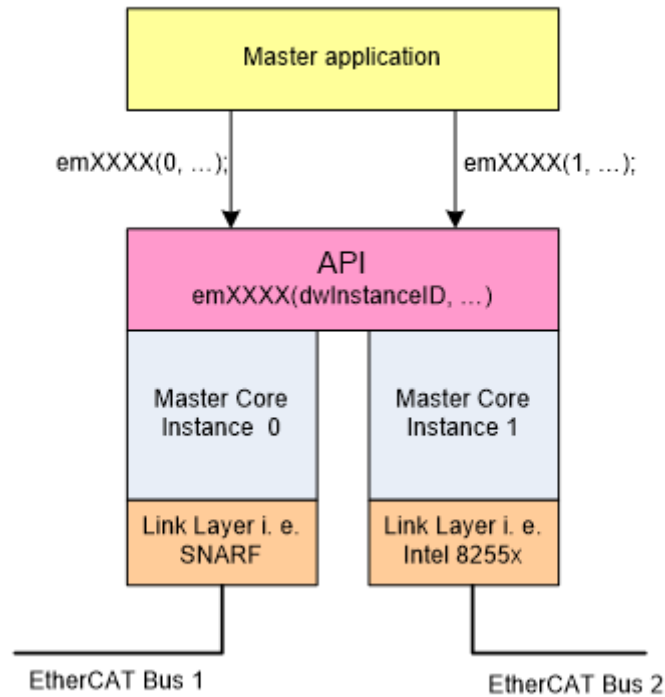 Master application
emXXXX(0, ...);
emXXXX(1, ...);
API
emXXXX(dwInstanceID, ...)
Master Core
Instance 0
Master Core
Instance 1
Link Layer i. e.
SNARF
Link Layer i. e.
Intel 8255x
EtherCAT Bus 1
EtherCAT Bus 2